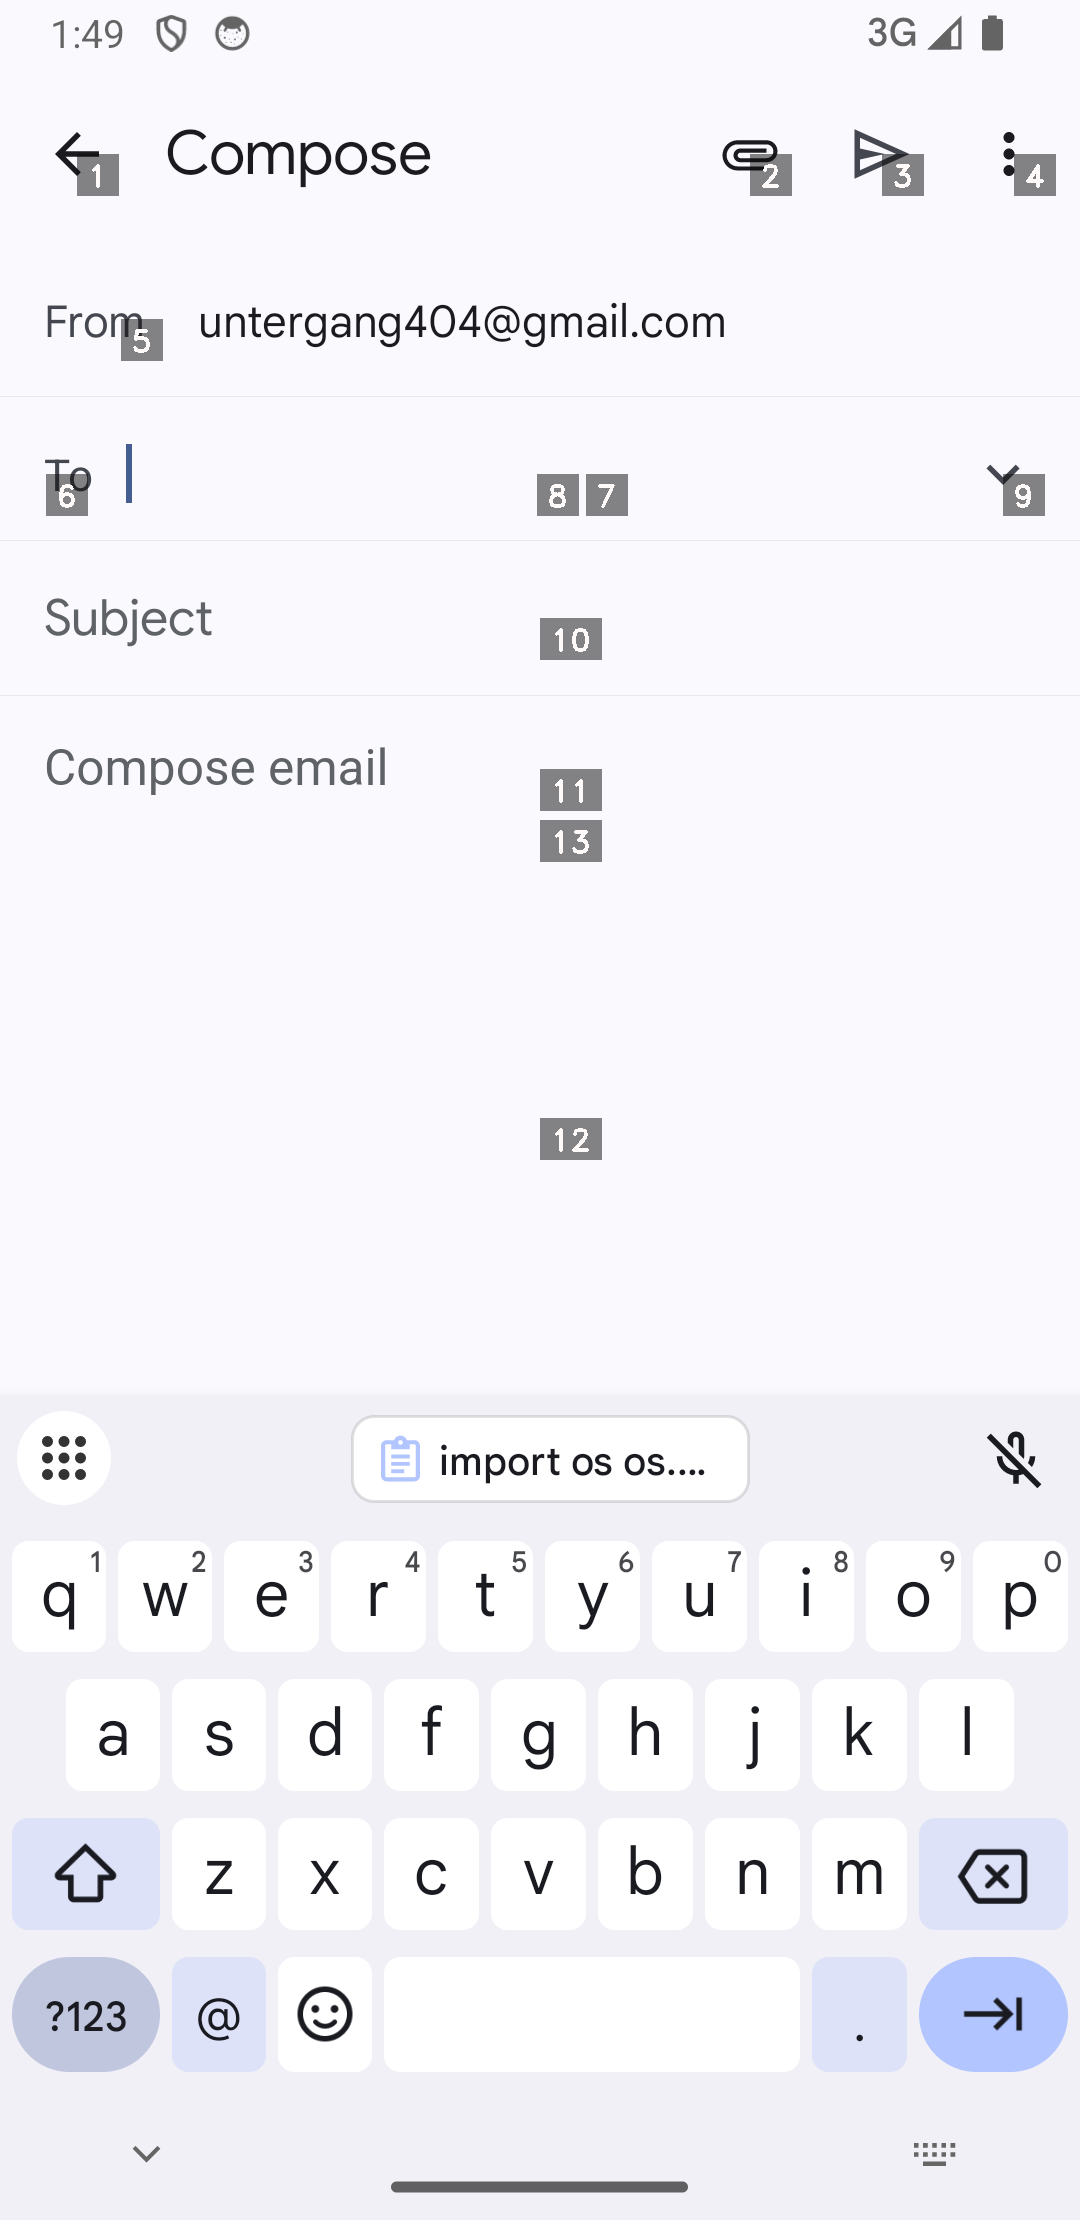 1:49 3G
1 Compose 2 3 4
From 5 untergang404@gmail.com
To 6 8 7 9
Subject 10
Compose email 11
13
12
import os os....
q 1 w 2 e 3 r 4 t 5 y 6 u 7 i 8 o 9 p 0
a s d f g h j k l
z x c v b n m
?123 @ .